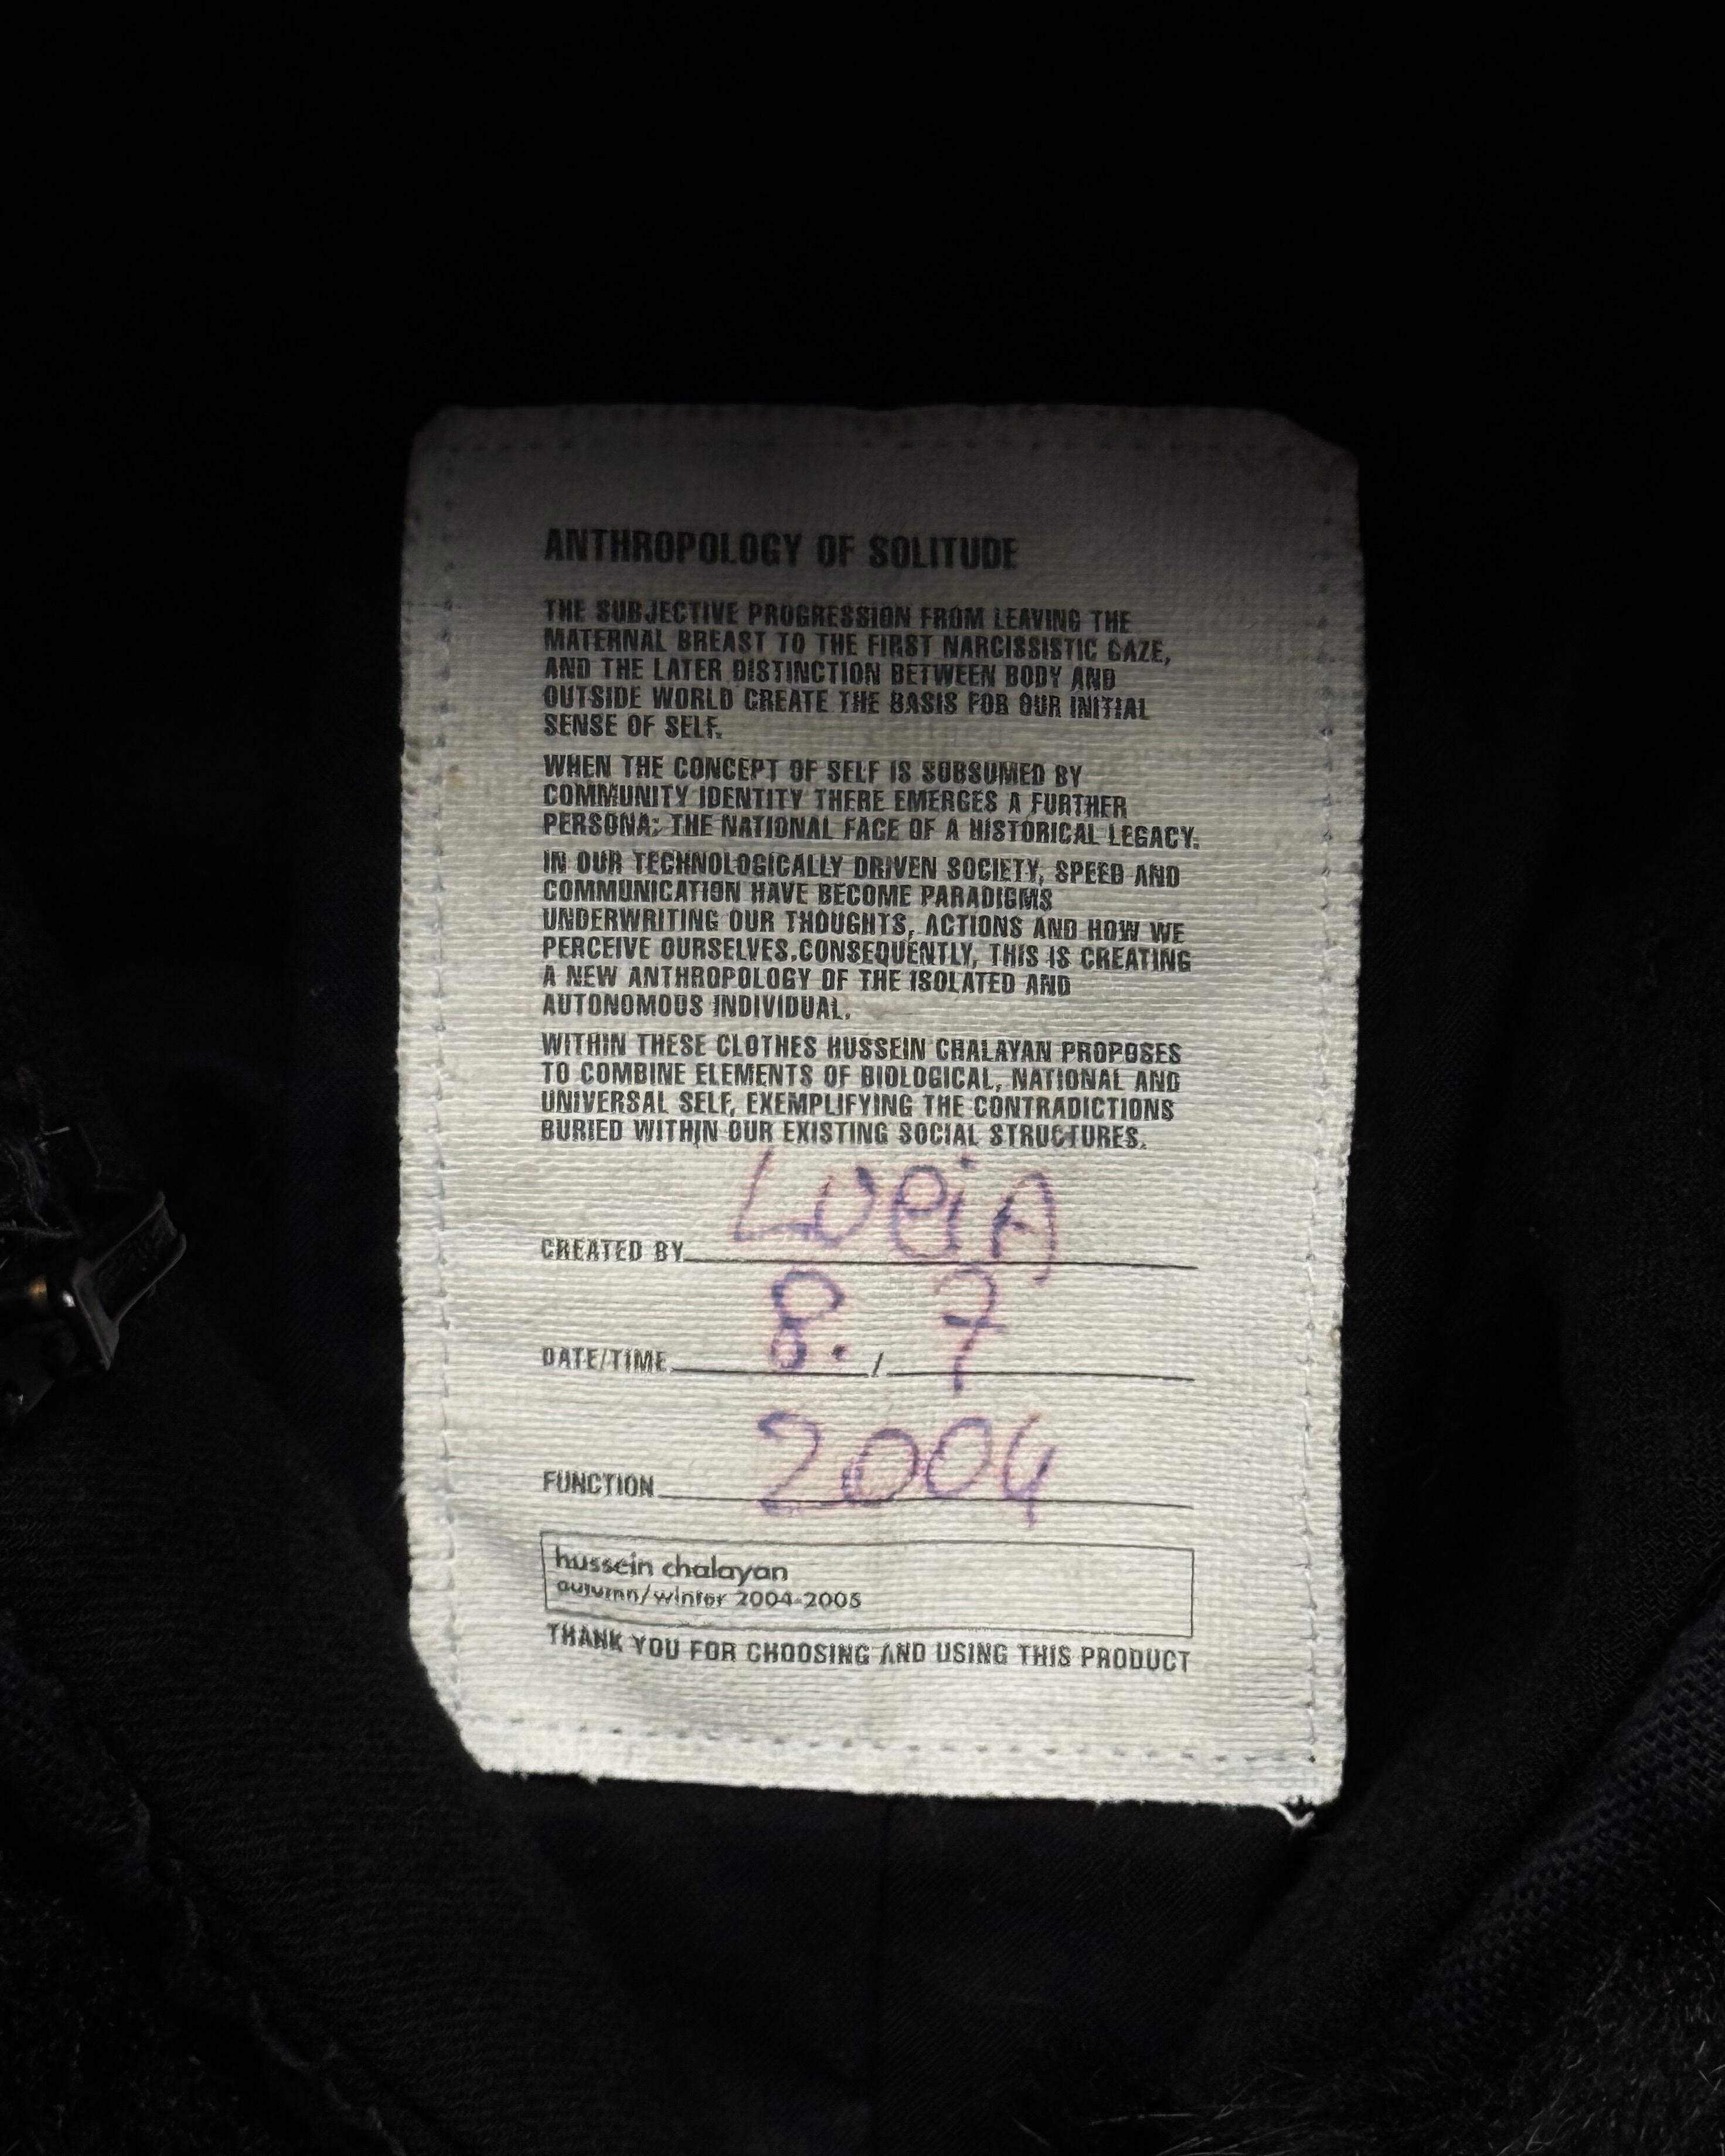 ANTHROPOLOGY OF SOLITUDE
THE SUBJECTIVE PROGRESSION FROM LEAVING THE
MATERNAL BREAST TO THE FIRST NARCISSISTIC GAZE,
AND THE LATER DISTINCTION BETWEEN BODY AND
OUTSIDE WORLD CREATE THE BASIS FOR OUR INITIAL
SENSE OF SELF.
WHEN THE CONCEPT OF SELF IS SUBSUMED BY
COMMUNITY IDENTITY THERE EMERGES A FURTHER
PERSONA: THE NATIONAL FACE OF A HISTORICAL LEGACY.
IN OUR TECHNOLOGICALLY DRIVEN SOCIETY, SPEED AND
COMMUNICATION HAVE BECOME PARADIGMS
UNDERWRITING OUR THOUGHTS, ACTIONS AND HOW WE
PERCEIVE OURSELVES.CONSEQUENTLY, THIS IS CREATING
A NEW ANTHROPOLOGY OF THE ISOLATED AND
AUTONOMOUS INDIVIDUAL.
WITHIN THESE CLOTHES HUSSEIN CHALAYAN PROPOSES
TO COMBINE ELEMENTS OF BIOLOGICAL, NATIONAL AND
UNIVERSAL SELF, EXEMPLIFYING THE CONTRADICTIONS
BURIED WITHIN OUR EXISTING SOCIAL STRUCTURES.
CREATED BY
DATE/TIME 8. / 7
FUNCTION 2004
hussein chalayan
autumn/winter 2004-2005
THANK YOU FOR CHOOSING AND USING THIS PRODUCT